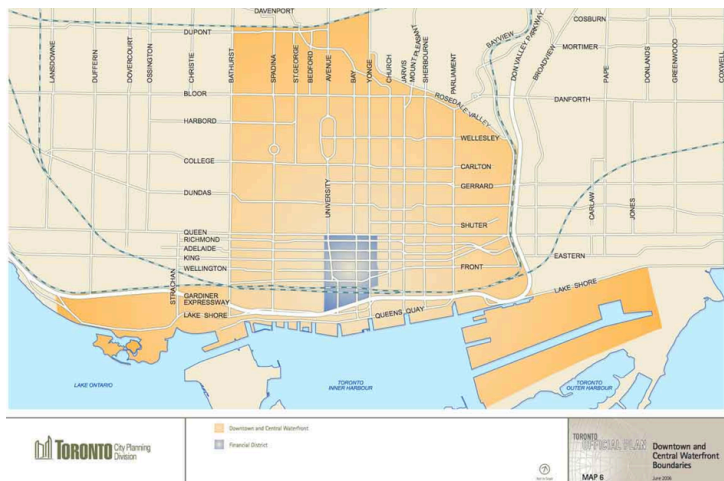 DAVENPORT
DUPONT
COSBURN
MORTIMER
BAYVIEW
DON VALLEY PARKWAY
BROADVIEW
LANSDOWNE
DUFFERIN
DOVERCOURT
OSSINGTON
CHRISTIE
BATHURST
SPADINA
ST.GEORGE
BEDFORD
AVENUE
BAY
YONGE
CHURCH
JARVIS
MOUNT PLEASANT
SHERBOURNE
PARLIAMENT
PAPE
DONLANDS
GREENWOOD
COXWELL
BLOOR
ROSEDALE VALLEY
DANFORTH
HARBORD
WELLESLEY
COLLEGE
CARLTON
GERRARD
DUNDAS
UNIVERSITY
CARLAW
JONES
SHUTER
QUEEN
RICHMOND
ADELAIDE
KING
WELLINGTON
EASTERN
FRONT
STRACHAN
GARDINER
EXPRESSWAY
LAKE SHORE
LAKE SHORE
QUEENS QUAY
LAKE ONTARIO
TORONTO
INNER HARBOUR
TORONTO
OUTER HARBOUR
TORONTO City Planning
Division
Downtown and Central Waterfront
Financial District
TORONTO
OFFICIAL PLAN
Downtown and
Central Waterfront
Boundaries
MAP 6
June 2006